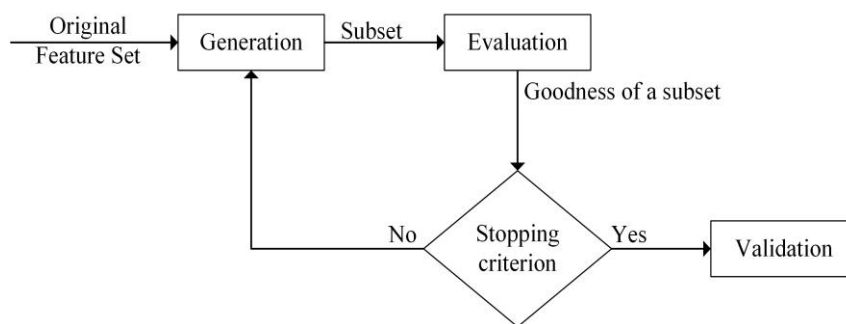 Original
Feature Set
Generation
Subset
Evaluation
Goodness of a subset
No
Stopping
criterion
Yes
Validation